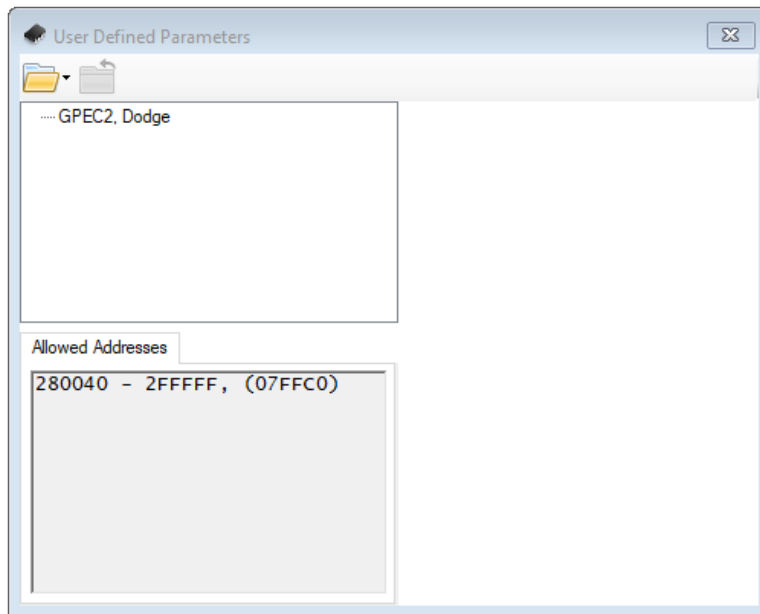 User Defined Parameters
GPEC2, Dodge
Allowed Addresses
280040 - 2FFFFF, (07FFC0)